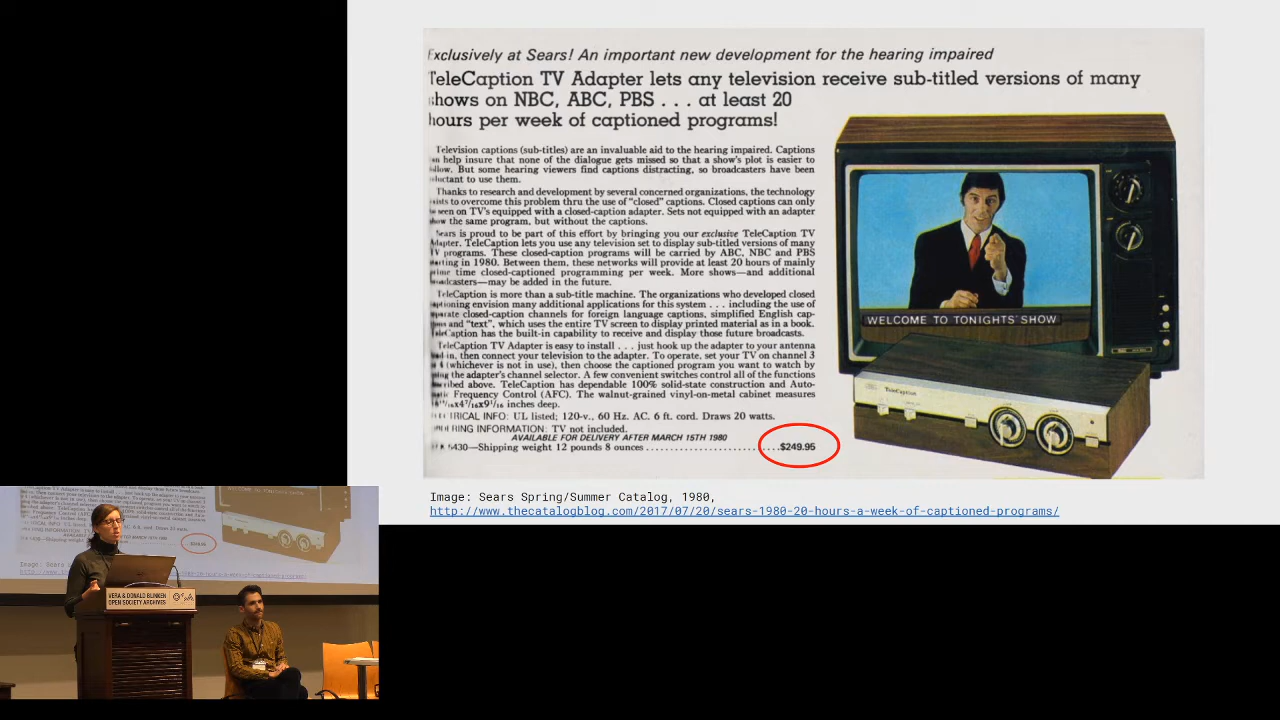 Exclusively at Sears! An important new development for the hearing impaired
TeleCaption TV Adapter lets any television receive sub-titled versions of many
shows on NBC, ABC, PBS . . . at least 20
hours per week of captioned programs!
Television captions (sub-titles) are an invaluable aid to the hearing impaired. Captions
help insure that none of the dialogue gets missed so that a show's plot is easier to
follow. But some hearing viewers find captions distracting, so broadcasters have been
reluctant to use them.
Thanks to research and development by several concerned organizations, the technology
exists to overcome this problem thru the use of "closed" captions. Closed captions can only
be seen on TV's equipped with a closed-caption adapter. Sets not equipped with an adapter
show the same program, but without the captions.
Sears is proud to be part of this effort by bringing you our exclusive TeleCaption TV
Adapter. TeleCaption lets you use any television set to display sub-titled versions of many
TV programs. These closed-caption programs will be carried by ABC, NBC and PBS
starting in 1980. Between them, these networks will provide at least 20 hours of mainly
prime time closed-captioned programming per week. More shows—and additional
broadcasters—may be added in the future.
TeleCaption is more than a sub-title machine. The organizations who developed closed
captioning envision many additional applications for this system . . . including the use of
separate closed-caption channels for foreign language captions, simplified English cap-
tions and "text", which uses the entire TV screen to display printed material as in a book.
TeleCaption has the built-in capability to receive and display those future broadcasts.
TeleCaption TV Adapter is easy to install . . . just hook up the adapter to your antenna
lead-in, then connect your television to the adapter. To operate, set your TV on channel 3
(whichever is not in use), then choose the captioned program you want to watch by
using the adapter's channel selector. A few convenient switches control all of the functions
described above. TeleCaption has dependable 100% solid-state construction and Auto-
matic Frequency Control (AFC). The walnut-grained vinyl-on-metal cabinet measures
inches deep.
ELECTRICAL INFO: UL listed; 120-v., 60 Hz. AC. 6 ft. cord. Draws 20 watts.
ORDERING INFORMATION: TV not included.
AVAILABLE FOR DELIVERY AFTER MARCH 15TH 1980
—Shipping weight 12 pounds 8 ounces . . . . . . . . . . . . . . . . . . . . . . . . . . $249.95
WELCOME TO TONIGHTS' SHOW
TeleCaption
Image: Sears Spring/Summer Catalog, 1980,
http://www.thecatalogblog.com/2017/07/20/sears-1980-20-hours-a-week-of-captioned-programs/
VERA & DONALD BLINKEN
OPEN SOCIETY ARCHIVES